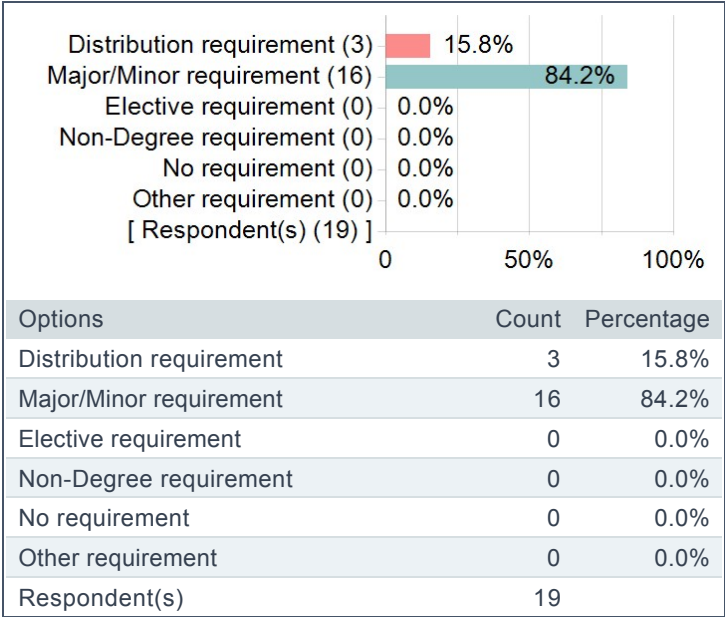 Distribution requirement (3) 15.8%
Major/Minor requirement (16) 84.2%
Elective requirement (0) 0.0%
Non-Degree requirement (0) 0.0%
No requirement (0) 0.0%
Other requirement (0) 0.0%
[ Respondent(s) (19) ]
0 50% 100%
Options Count Percentage
Distribution requirement 3 15.8%
Major/Minor requirement 16 84.2%
Elective requirement 0 0.0%
Non-Degree requirement 0 0.0%
No requirement 0 0.0%
Other requirement 0 0.0%
Respondent(s) 19